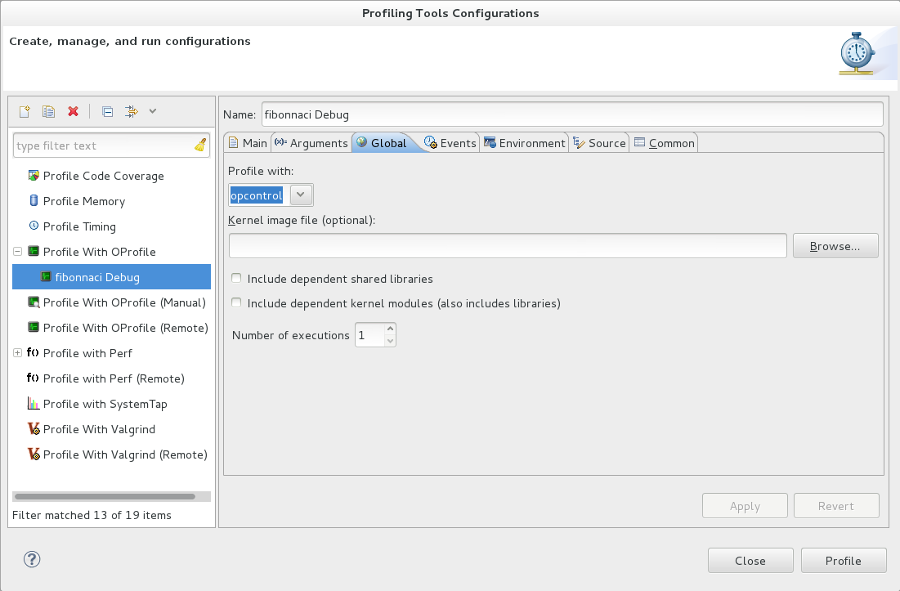 Profiling Tools Configurations
Create, manage, and run configurations
type filter text
Profile Code Coverage
Profile Memory
Profile Timing
Profile With OProfile
fibonnaci Debug
Profile With OProfile (Manual)
Profile With OProfile (Remote)
f() Profile with Perf
f() Profile with Perf (Remote)
Profile with SystemTap
Profile With Valgrind
Profile With Valgrind (Remote)
Filter matched 13 of 19 items
Name: fibonnaci Debug
Main (x)= Arguments Global Events Environment Source Common
Profile with:
opcontrol
Kernel image file (optional):
Browse...
Include dependent shared libraries
Include dependent kernel modules (also includes libraries)
Number of executions 1
Apply Revert
? Close Profile